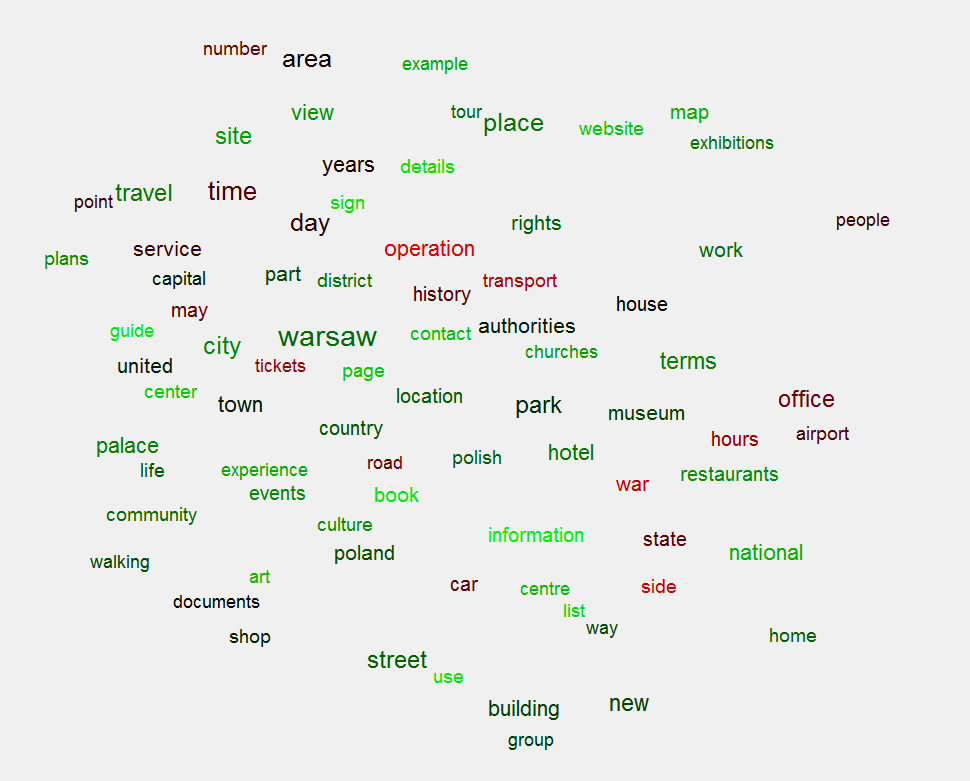 number
area
example
view
tour
place
map
site
website
exhibitions
years
details
point
travel
time
sign
day
rights
people
service
operation
work
plans
capital
part
district
history
transport
may
house
guide
warsaw
contact
authorities
city
churches
united
tickets
page
terms
center
town
location
park
museum
office
country
hours
airport
palace
polish
hotel
life
experience
road
restaurants
events
book
war
community
culture
information
state
walking
poland
national
art
car
centre
side
documents
list
shop
way
home
street
use
building
new
group